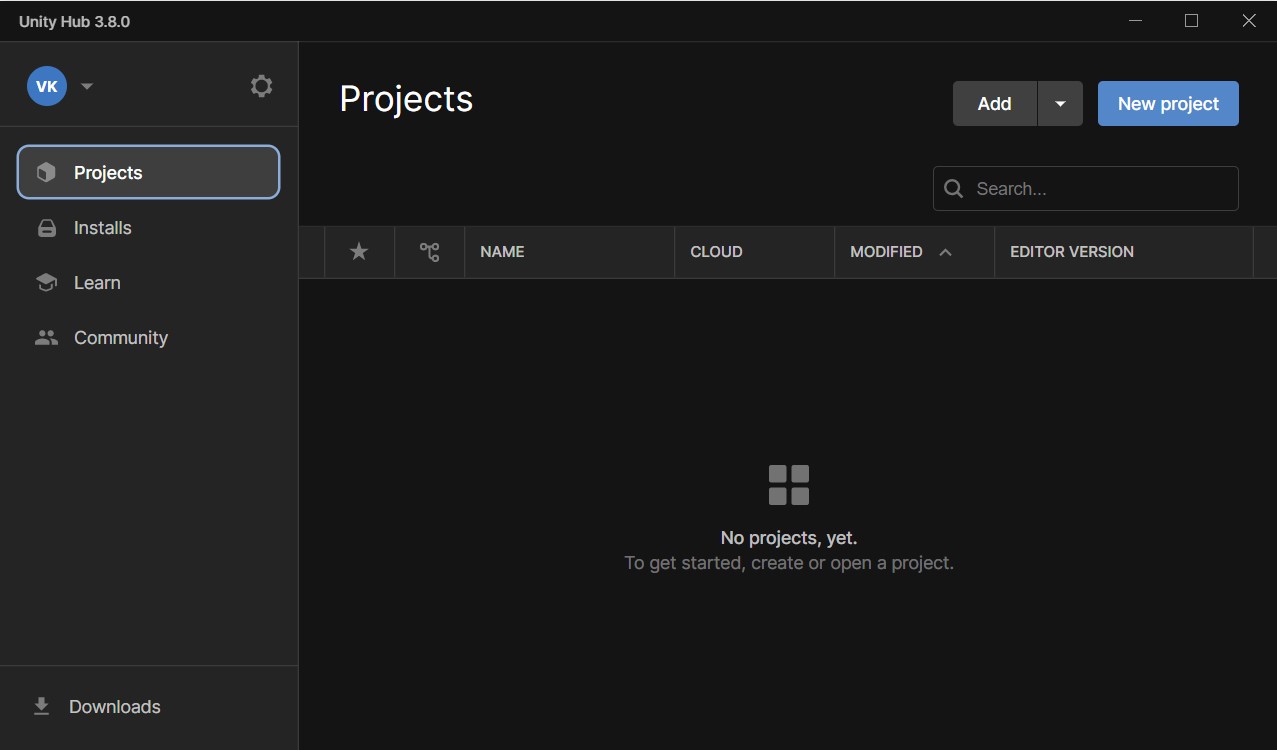 Unity Hub 3.8.0
VK
Projects
Installs
Learn
Community
Downloads
Projects
Add
New project
Search...
NAME CLOUD MODIFIED EDITOR VERSION
No projects, yet.
To get started, create or open a project.